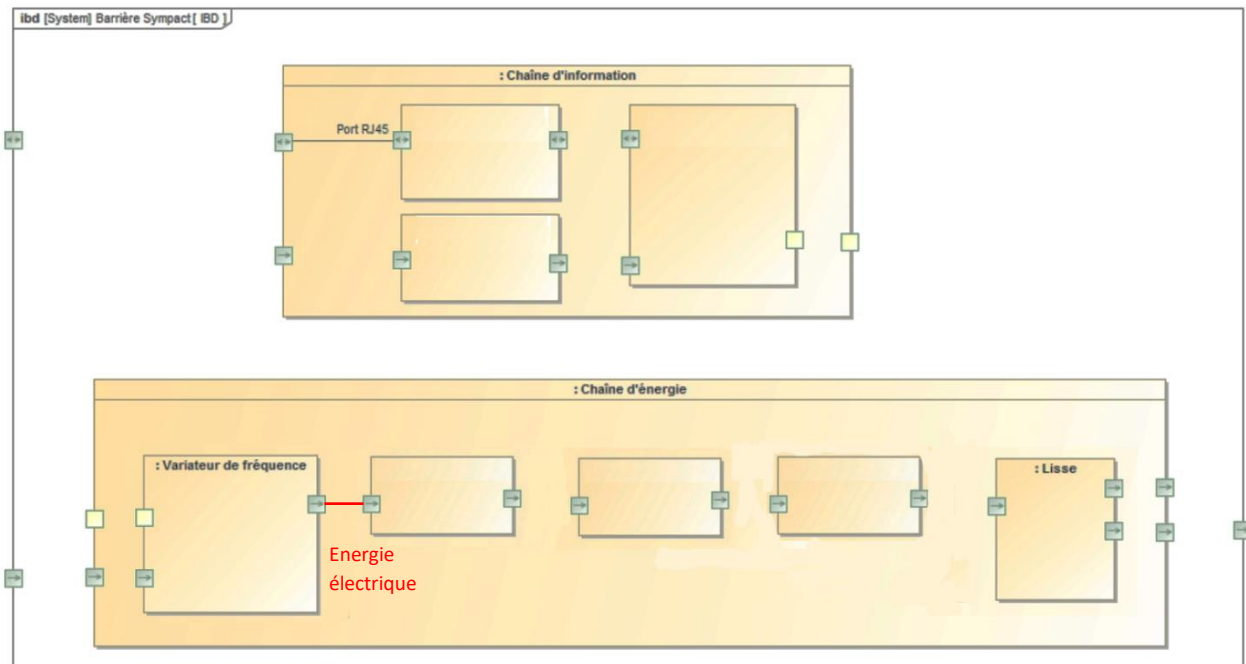 ibd [System] Barrière Sympact [ IBD ]
: Chaîne d'information
Port RJ45
: Chaîne d'énergie
: Variateur de fréquence
: Lisse
Energie
électrique